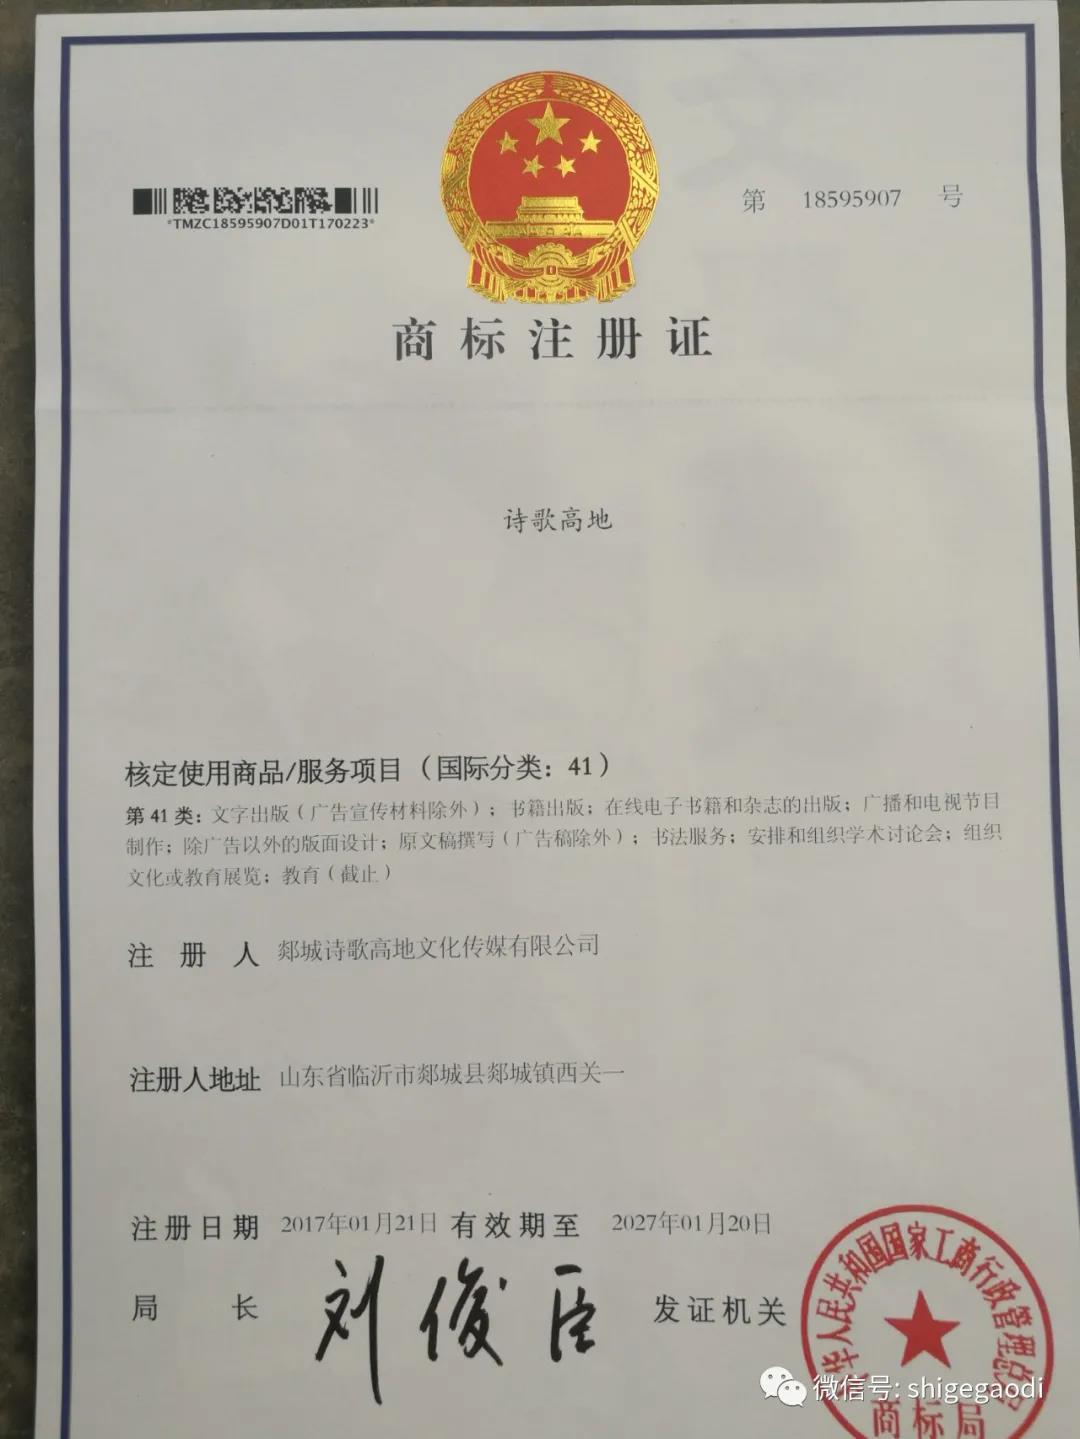 第 18595907 号
*TMZC18595907D01T170223*
商标注册证
诗歌高地
核定使用商品/服务项目（国际分类：41）
第 41 类: 文字出版（广告宣传材料除外）；书籍出版；在线电子书籍和杂志的出版；广播和电视节目
制作；除广告以外的版面设计；原文稿撰写（广告稿除外）；书法服务；安排和组织学术讨论会；组织
文化或教育展览；教育（截止）
注册人 郯城诗歌高地文化传媒有限公司
注册人地址 山东省临沂市郯城县郯城镇西关一
注册日期 2017年01月21日 有效期至 2027年01月20日
局长 刘俊臣 发证机关
华人民共和国国家工商行政管理总局
商标局
微信号: shigegaodi